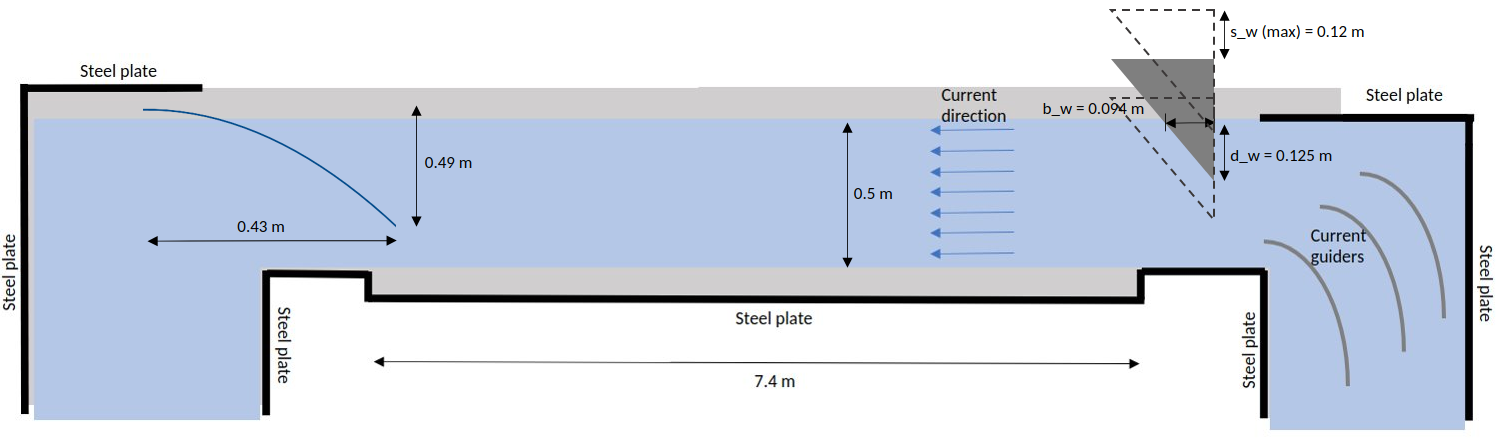 Steel plate
s_w (max) = 0.12 m
Current
direction
b_w = 0.094 m
Steel plate
0.49 m
d_w = 0.125 m
0.5 m
0.43 m
Current
guiders
Steel plate
Steel plate
Steel plate
Steel plate
Steel plate
7.4 m